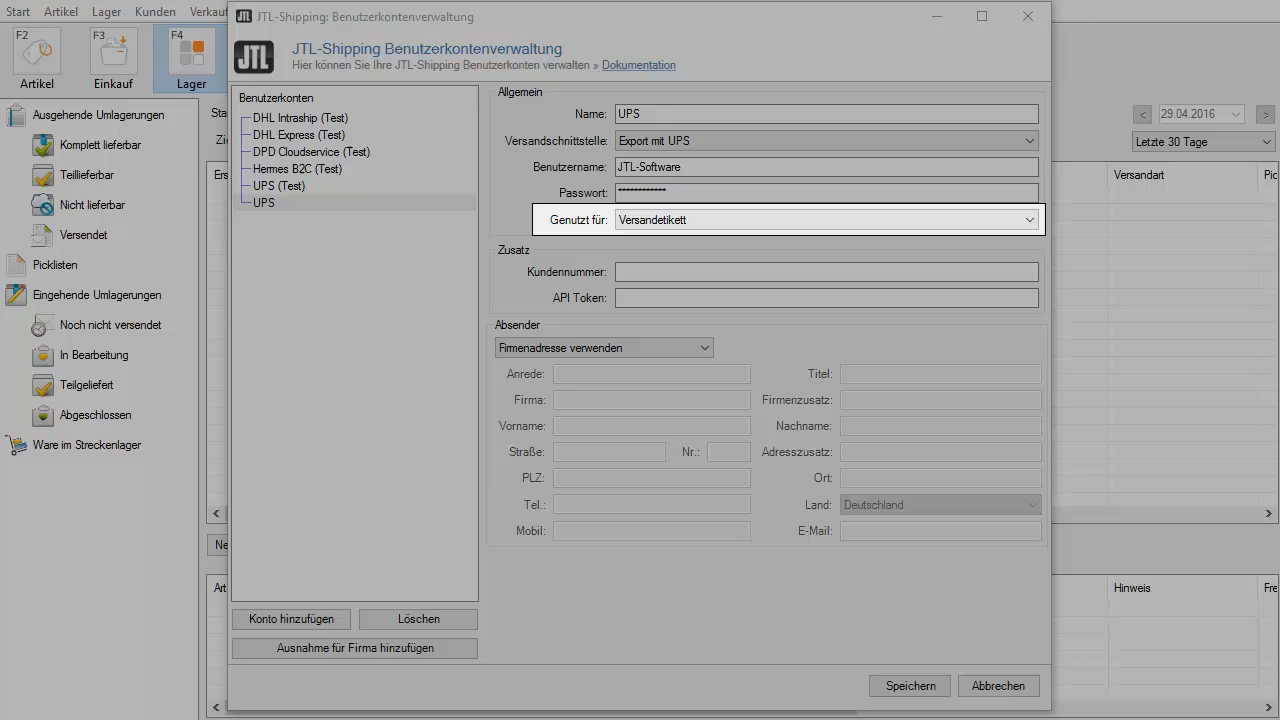 Start Artikel Lager Kunden Verkauf
JTL JTL-Shipping: Benutzerkontenverwaltung
F2
F3
F4
Artikel
Einkauf
Lager
JTL
JTL-Shipping Benutzerkontenverwaltung
Hier können Sie Ihre JTL-Shipping Benutzerkonten verwalten » Dokumentation
Ausgehende Umlagerungen
Komplett lieferbar
Teillieferbar
Nicht lieferbar
Versendet
Picklisten
Eingehende Umlagerungen
Noch nicht versendet
In Bearbeitung
Teilgeliefert
Abgeschlossen
Ware im Streckenlager
Benutzerkonten
DHL Intraship (Test)
DHL Express (Test)
DPD Cloudservice (Test)
Hermes B2C (Test)
UPS (Test)
UPS
Konto hinzufügen
Löschen
Ausnahme für Firma hinzufügen
Allgemein
Name: UPS
Versandschnittstelle: Export mit UPS
Benutzername: JTL-Software
Passwort: ************
Genutzt für: Versandetikett
Zusatz
Kundennummer:
API Token:
Absender
Firmenadresse verwenden
Anrede: Titel:
Firma: Firmenzusatz:
Vorname: Nachname:
Straße: Nr.: Adresszusatz:
PLZ: Ort:
Tel.: Land: Deutschland
Mobil: E-Mail:
Speichern
Abbrechen
< 29.04.2016 >
Letzte 30 Tage
Versandart
Hinweis